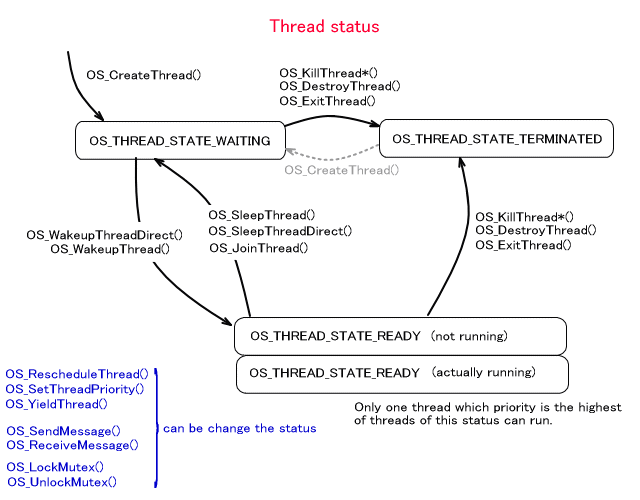 Thread status
OS_CreateThread()
OS_KillThread*()
OS_DestroyThread()
OS_ExitThread()
OS_THREAD_STATE_WAITING
OS_THREAD_STATE_TERMINATED
OS_CreateThread()
OS_WakeupThreadDirect()
OS_WakeupThread()
OS_SleepThread()
OS_SleepThreadDirect()
OS_JoinThread()
OS_KillThread*()
OS_DestroyThread()
OS_ExitThread()
OS_THREAD_STATE_READY (not running)
OS_THREAD_STATE_READY (actually running)
Only one thread which priority is the highest
of threads of this status can run.
OS_RescheduleThread()
OS_SetThreadPriority()
OS_YieldThread()
OS_SendMessage()
OS_ReceiveMessage()
OS_LockMutex()
OS_UnlockMutex()
can be change the status